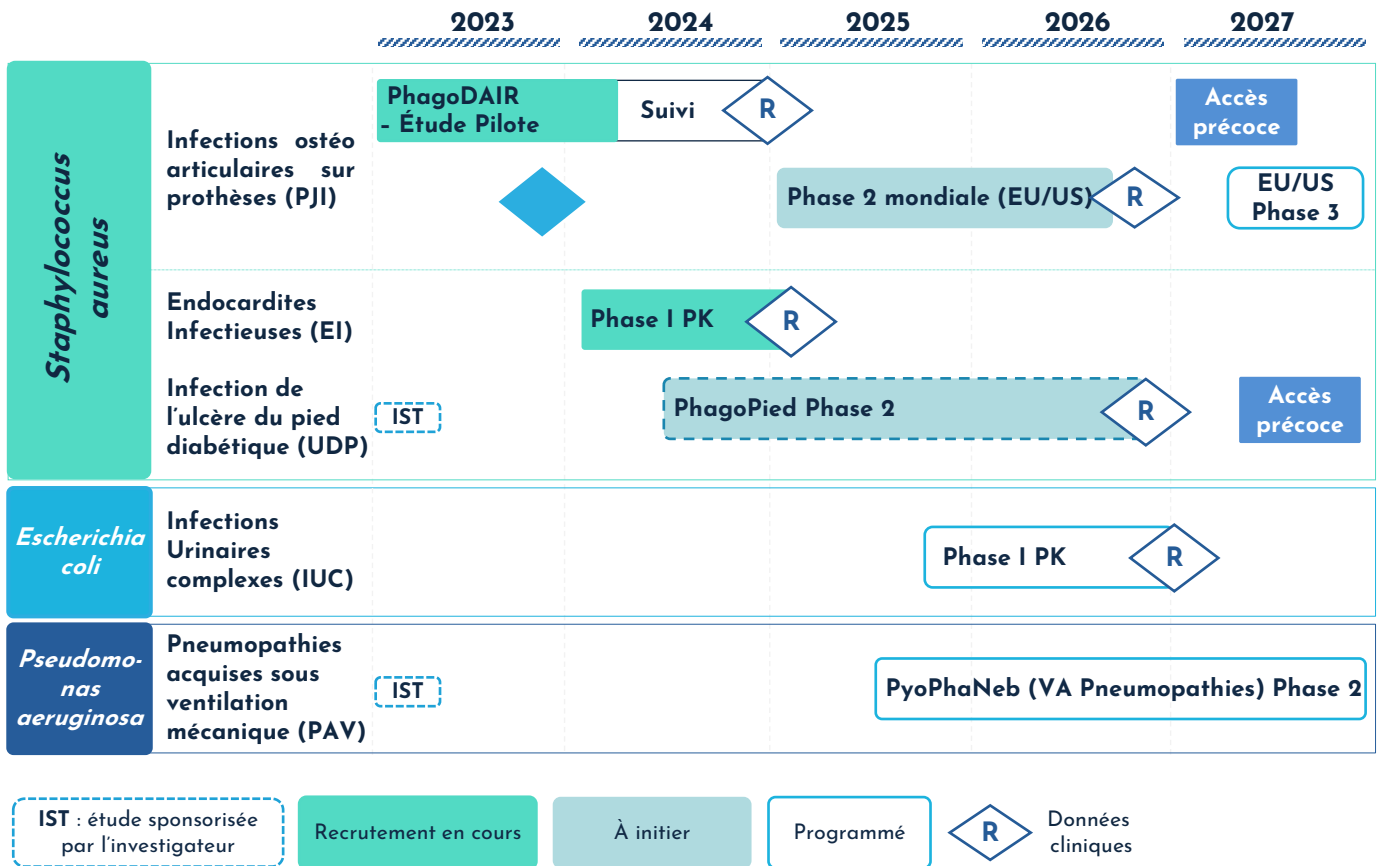 2023 2024 2025 2026 2027
Staphylococcus
aureus
Infections ostéo
articulaires sur
prothèses (PJI)
PhagoDAIR
– Étude Pilote
Suivi
R
Accès
précoce
Phase 2 mondiale (EU/US)
R
EU/US
Phase 3
Endocardites
Infectieuses (EI)
Phase I PK
R
Infection de
l’ulcère du pied
diabétique (UDP)
IST
PhagoPied Phase 2
R
Accès
précoce
Escherichia
coli
Infections
Urinaires
complexes (IUC)
Phase I PK
R
Pseudomo-
nas
aeruginosa
Pneumopathies
acquises sous
ventilation
mécanique (PAV)
IST
PyoPhaNeb (VA Pneumopathies) Phase 2
IST : étude sponsorisée
par l’investigateur
Recrutement en cours
À initier
Programmé
R
Données
cliniques